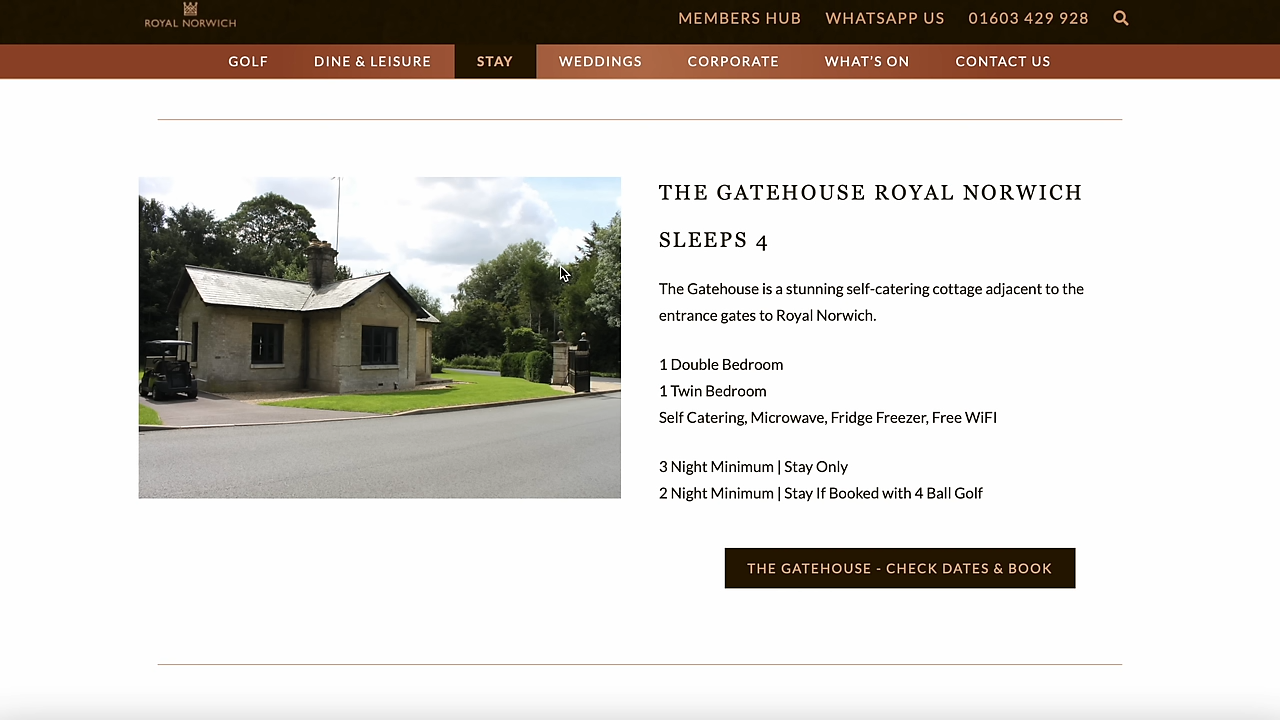 ROYAL NORWICH
MEMBERS HUB WHATSAPP US 01603 429 928
GOLF DINE & LEISURE STAY WEDDINGS CORPORATE WHAT'S ON CONTACT US
THE GATEHOUSE ROYAL NORWICH
SLEEPS 4
The Gatehouse is a stunning self-catering cottage adjacent to the
entrance gates to Royal Norwich.
1 Double Bedroom
1 Twin Bedroom
Self Catering, Microwave, Fridge Freezer, Free WiFI
3 Night Minimum | Stay Only
2 Night Minimum | Stay If Booked with 4 Ball Golf
THE GATEHOUSE - CHECK DATES & BOOK